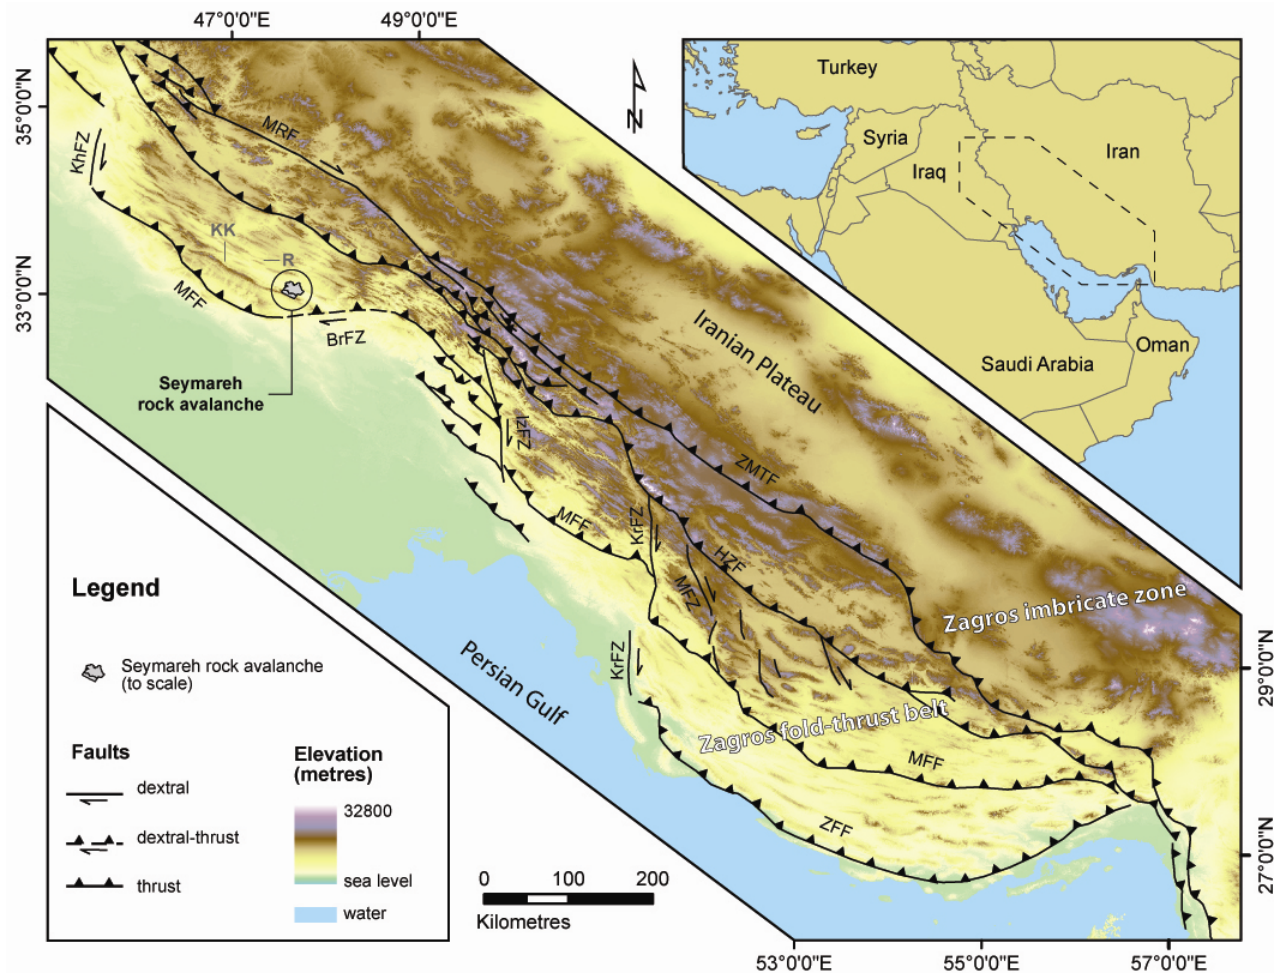 47°0'0"E
49°0'0"E
35°0'0"N
33°0'0"N
N
Turkey
Syria
Iraq
Iran
Saudi Arabia
Oman
KhFZ
MRF
KK
R
MFF
BrFZ
Seymareh
rock avalanche
IzFZ
Iranian Plateau
ZMTF
MFF
KrFZ
HZF
MFZ
KrFZ
Zagros imbricate zone
Persian Gulf
Zagros fold-thrust belt
MFF
ZFF
29°0'0"N
27°0'0"N
53°0'0"E
55°0'0"E
57°0'0"E
Legend
Seymareh rock avalanche
(to scale)
Faults
dextral
dextral-thrust
thrust
Elevation
(metres)
32800
sea level
water
0 100 200
Kilometres